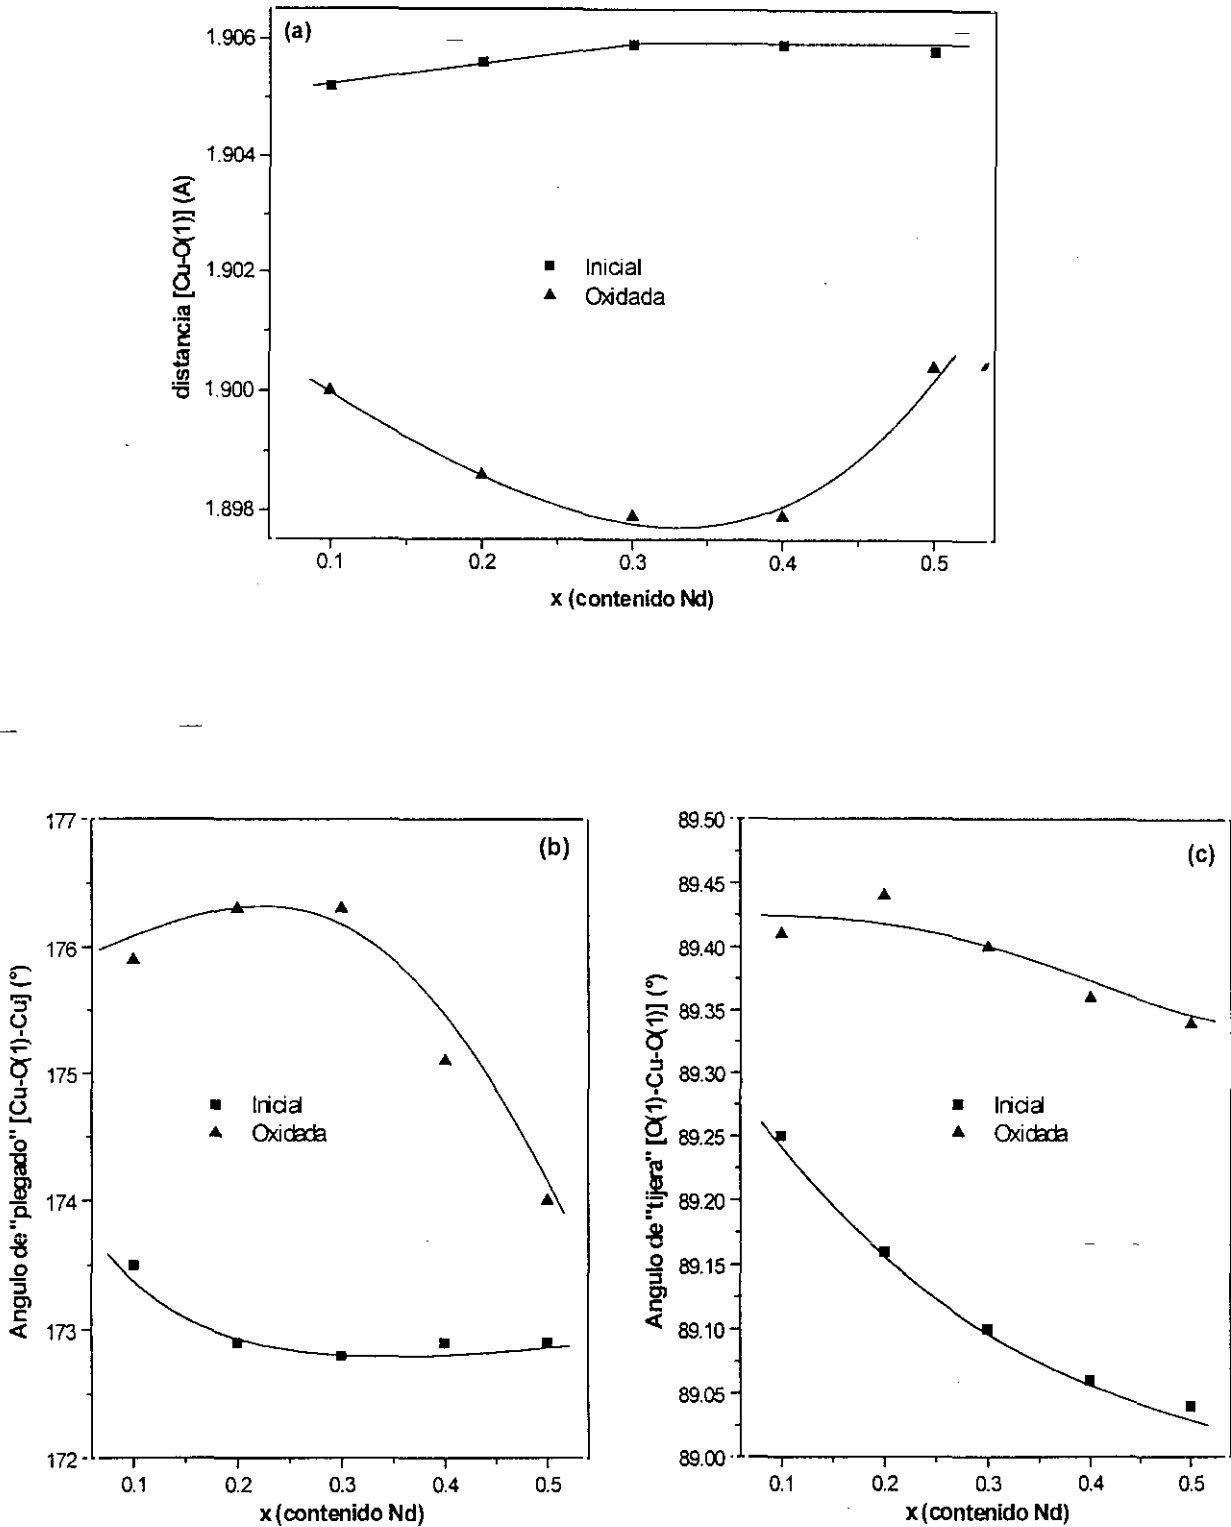 (a)
1.906
1.904
1.902
1.900
1.898
distancia [Cu-O(1)] (A)
Inicial
Oxidada
0.1 0.2 0.3 0.4 0.5
x (contenido Nd)
(b)
177
176
175
174
173
172
Angulo de "plegado" [Cu-O(1)-Cu] (°)
Inicial
Oxidada
0.1 0.2 0.3 0.4 0.5
x (contenido Nd)
(c)
89.50
89.45
89.40
89.35
89.30
89.25
89.20
89.15
89.10
89.05
89.00
Angulo de "tijera" [O(1)-Cu-O(1)] (°)
Inicial
Oxidada
0.1 0.2 0.3 0.4 0.5
x (contenido Nd)